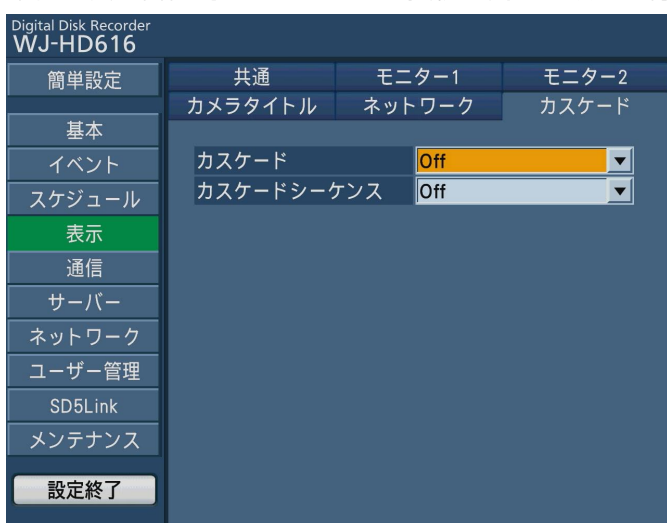 Digital Disk Recorder
WJ-HD616
簡単設定
基本
イベント
スケジュール
表示
通信
サーバー
ネットワーク
ユーザー管理
SD5Link
メンテナンス
設定終了
共通 モニター1 モニター2
カメラタイトル ネットワーク カスケード
カスケード Off
カスケードシーケンス Off